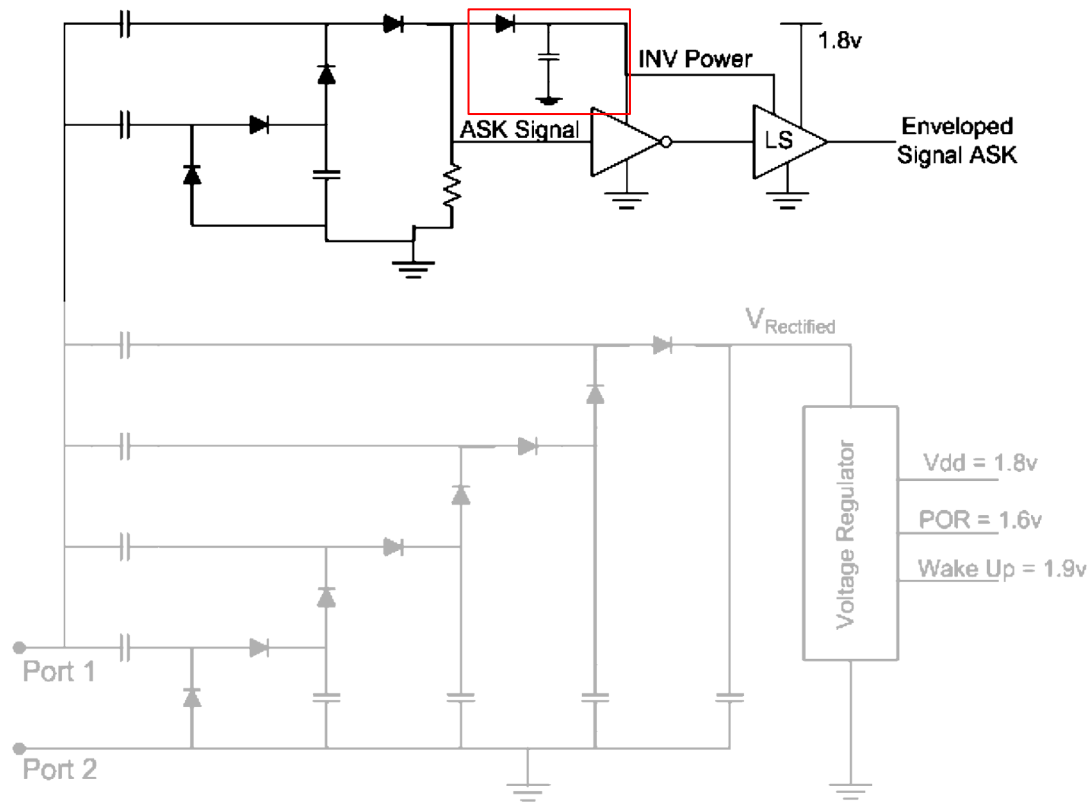 1.8v
INV Power
ASK Signal
LS
Enveloped
Signal ASK
VRectified
Voltage Regulator
Vdd = 1.8v
POR = 1.6v
Wake Up = 1.9v
Port 1
Port 2